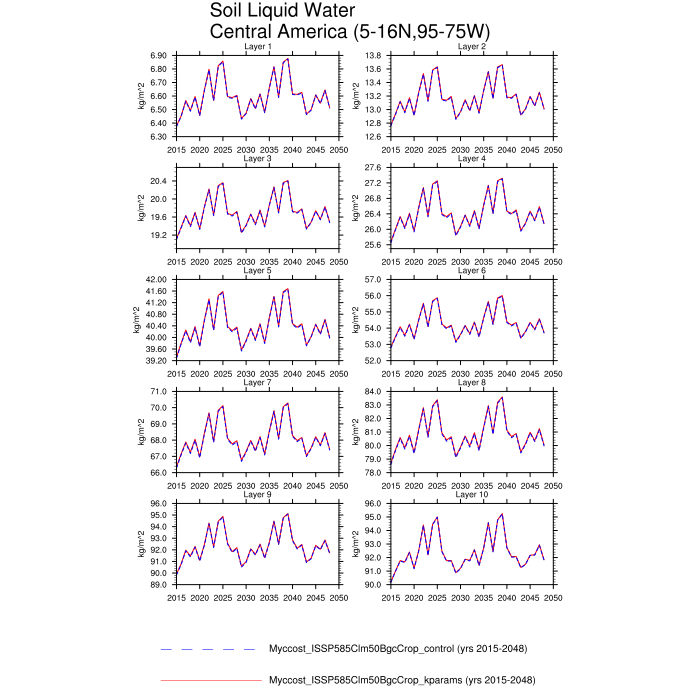 Soil Liquid Water
Central America (5-16N,95-75W)
Layer 1
6.90
6.80
6.70
6.60
6.50
6.40
6.30
kg/m^2
2015 2020 2025 2030 2035 2040 2045 2050
Layer 2
13.8
13.6
13.4
13.2
13.0
12.8
12.6
kg/m^2
2015 2020 2025 2030 2035 2040 2045 2050
Layer 3
20.4
20.0
19.6
19.2
kg/m^2
2015 2020 2025 2030 2035 2040 2045 2050
Layer 4
27.6
27.2
26.8
26.4
26.0
25.6
kg/m^2
2015 2020 2025 2030 2035 2040 2045 2050
Layer 5
42.00
41.60
41.20
40.80
40.40
40.00
39.60
39.20
kg/m^2
2015 2020 2025 2030 2035 2040 2045 2050
Layer 6
57.0
56.0
55.0
54.0
53.0
52.0
kg/m^2
2015 2020 2025 2030 2035 2040 2045 2050
Layer 7
71.0
70.0
69.0
68.0
67.0
66.0
kg/m^2
2015 2020 2025 2030 2035 2040 2045 2050
Layer 8
84.0
83.0
82.0
81.0
80.0
79.0
78.0
kg/m^2
2015 2020 2025 2030 2035 2040 2045 2050
Layer 9
96.0
95.0
94.0
93.0
92.0
91.0
90.0
89.0
kg/m^2
2015 2020 2025 2030 2035 2040 2045 2050
Layer 10
96.0
95.0
94.0
93.0
92.0
91.0
90.0
kg/m^2
2015 2020 2025 2030 2035 2040 2045 2050
Myccost_ISSP585Clm50BgcCrop_control (yrs 2015-2048)
Myccost_ISSP585Clm50BgcCrop_kparams (yrs 2015-2048)